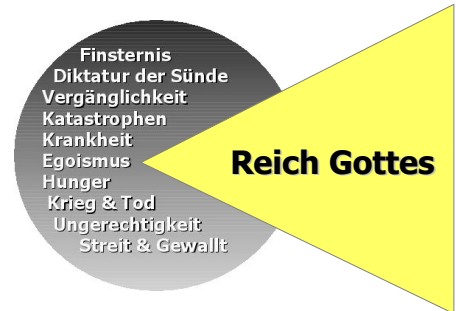 Finsternis
Diktatur der Sünde
Vergänglichkeit
Katastrophen
Krankheit
Egoismus
Hunger
Krieg & Tod
Ungerechtigkeit
Streit & Gewallt
Reich Gottes